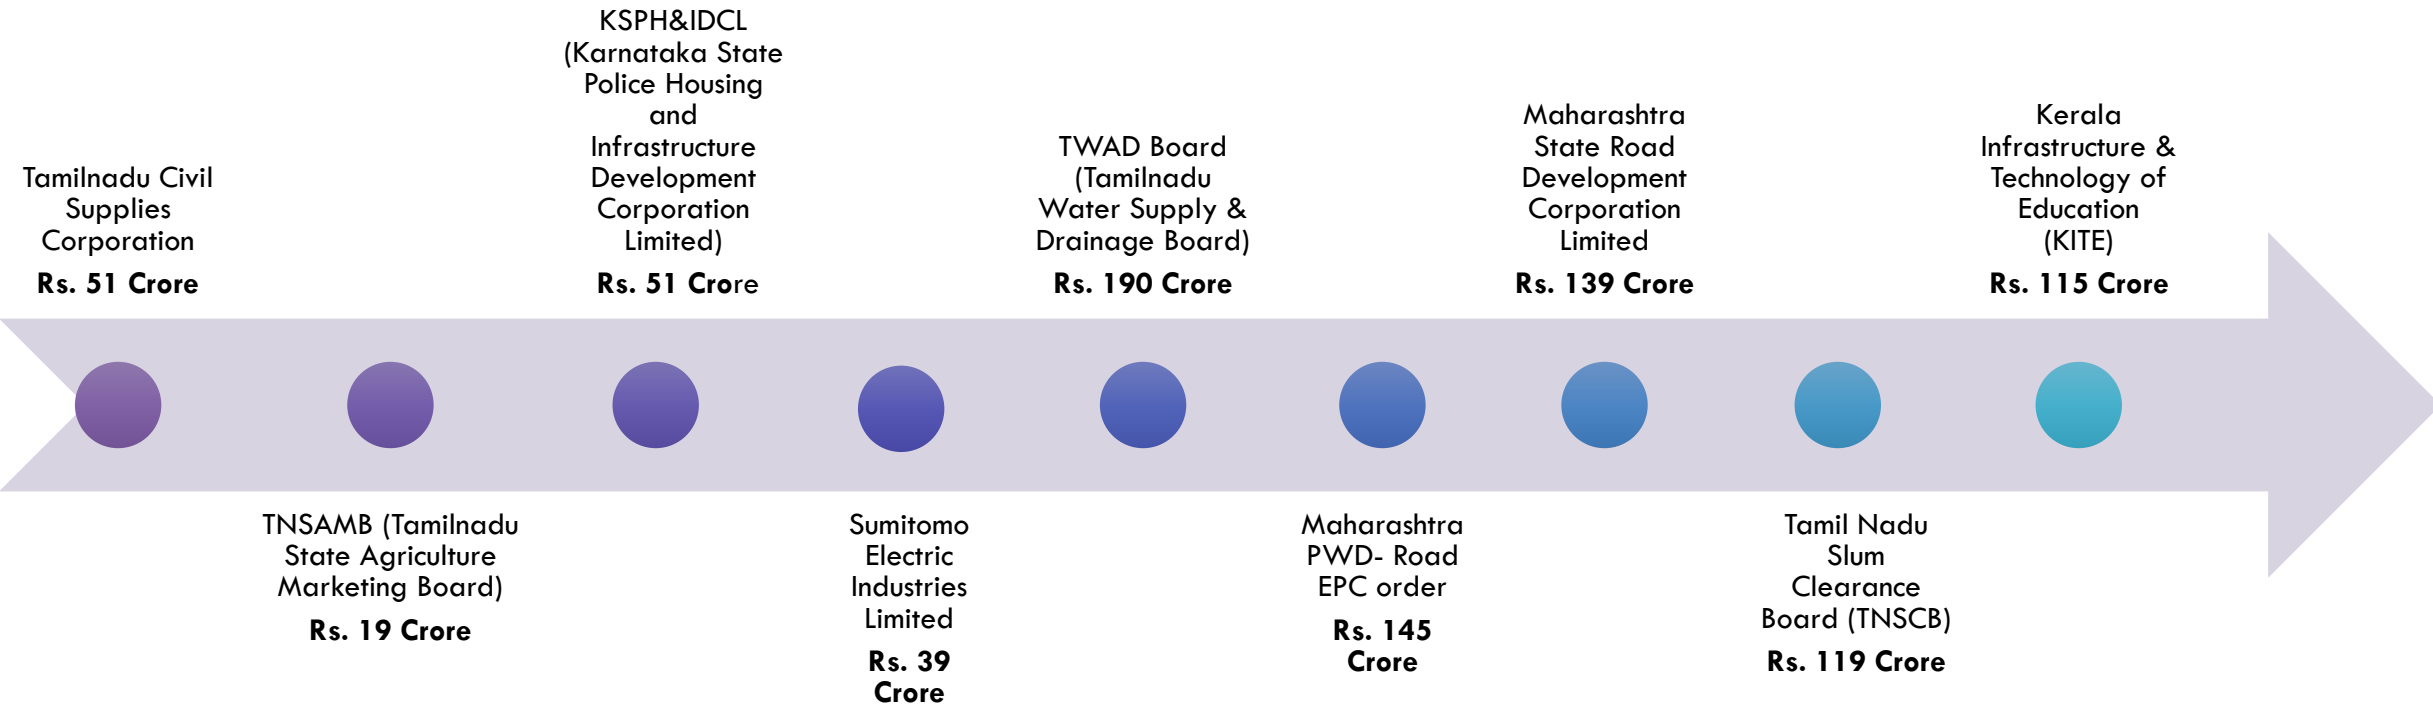 Tamilnadu Civil
Supplies
Corporation
Rs. 51 Crore
TNSAMB (Tamilnadu
State Agriculture
Marketing Board)
Rs. 19 Crore
KSPH&IDCL
(Karnataka State
Police Housing
and
Infrastructure
Development
Corporation
Limited)
Rs. 51 Crore
Sumitomo
Electric
Industries
Limited
Rs. 39
Crore
TWAD Board
(Tamilnadu
Water Supply &
Drainage Board)
Rs. 190 Crore
Maharashtra
PWD- Road
EPC order
Rs. 145
Crore
Maharashtra
State Road
Development
Corporation
Limited
Rs. 139 Crore
Tamil Nadu
Slum
Clearance
Board (TNSCB)
Rs. 119 Crore
Kerala
Infrastructure &
Technology of
Education
(KITE)
Rs. 115 Crore